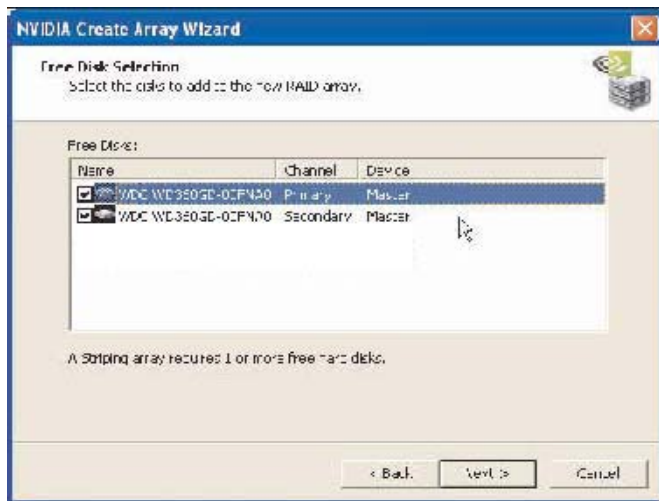 NVIDIA Create Array Wizard
Free Disk Selection
Select the disks to add to the new RAID array.
Free Disks:
Name Channel Device
WDC Primary Master
WDC Secondary Master
A Striping array requires 1 or more free hard disks.
< Back Next > Cancel